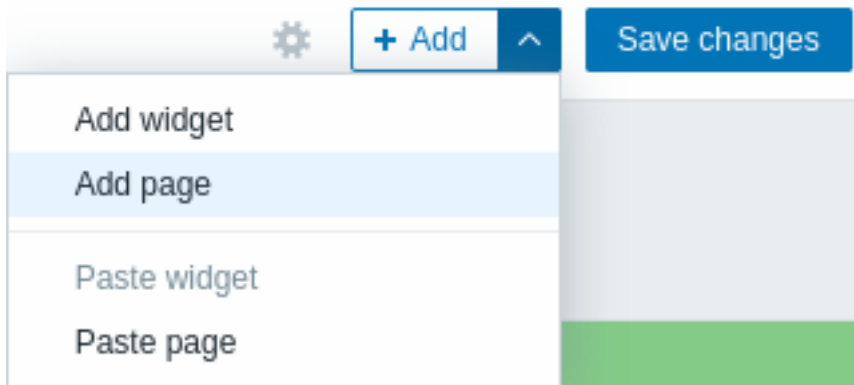 + Add
Save changes
Add widget
Add page
Paste widget
Paste page